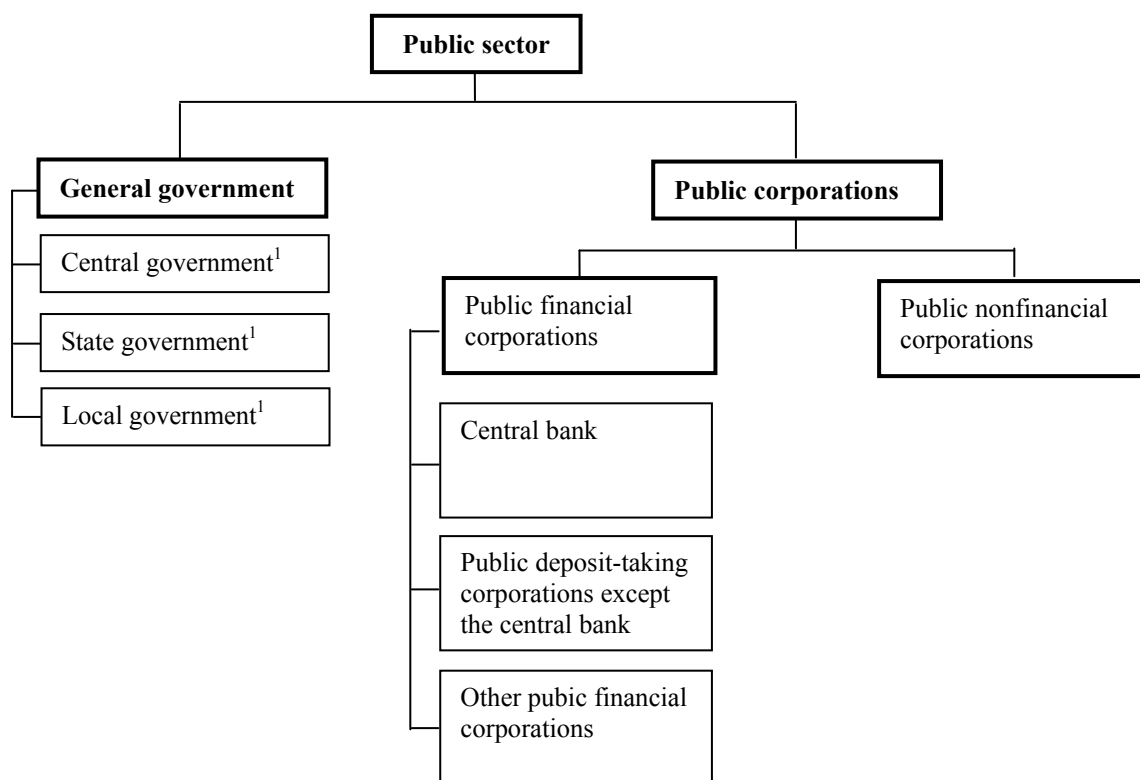 Public sector
General government
Public corporations
Central government¹
State government¹
Local government¹
Public financial
corporations
Public nonfinancial
corporations
Central bank
Public deposit-taking
corporations except
the central bank
Other pubic financial
corporations